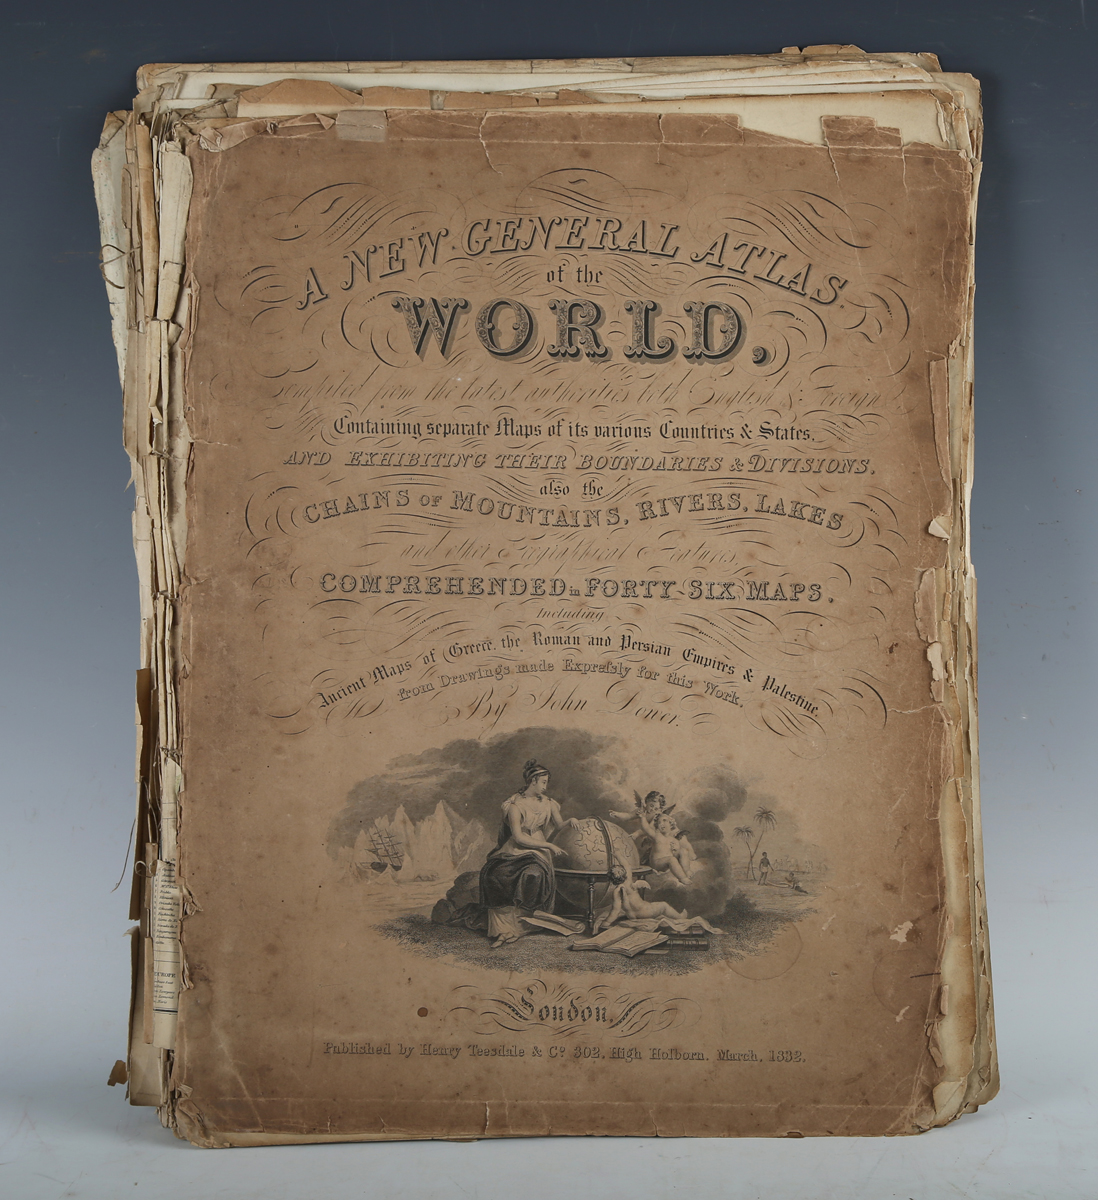 A NEW GENERAL ATLAS
of the
WORLD,
Compiled from the latest authorities both English & Foreign
Containing separate Maps of its various Countries & States,
AND EXHIBITING THEIR BOUNDARIES & DIVISIONS,
also the
CHAINS OF MOUNTAINS, RIVERS, LAKES
and other Geographical Features,
COMPREHENDED in FORTY SIX MAPS,
Including
Ancient Maps of Greece, the Roman and Persian Empires & Palestine,
from Drawings made Expreſsly for this Work,
By John Dower.
London,
Published by Henry Teesdale & Co. 302, High Holborn. March, 1832.
EUROPE